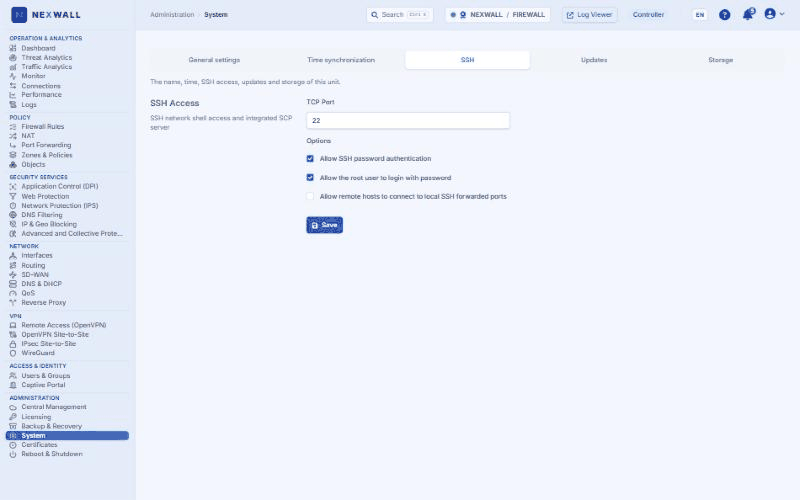 NEXWALL
Administration
System
Search
Ctrl K
NEXWALL / FIREWALL
Log Viewer
Controller
EN
OPERATION & ANALYTICS
Dashboard
Threat Analytics
Traffic Analytics
Monitor
Connections
Performance
Logs
POLICY
Firewall Rules
NAT
Port Forwarding
Zones & Policies
Objects
SECURITY SERVICES
Application Control (DPI)
Web Protection
Network Protection (IPS)
DNS Filtering
IP & Geo Blocking
Advanced and Collective Prote...
NETWORK
Interfaces
Routing
SD-WAN
DNS & DHCP
QoS
Reverse Proxy
VPN
Remote Access (OpenVPN)
OpenVPN Site-to-Site
IPsec Site-to-Site
WireGuard
ACCESS & IDENTITY
Users & Groups
Captive Portal
ADMINISTRATION
Central Management
Licensing
Backup & Recovery
System
Certificates
Reboot & Shutdown
General settings
Time synchronization
SSH
Updates
Storage
The name, time, SSH access, updates and storage of this unit.
SSH Access
SSH network shell access and integrated SCP
server
TCP Port
22
Options
Allow SSH password authentication
Allow the root user to login with password
Allow remote hosts to connect to local SSH forwarded ports
Save